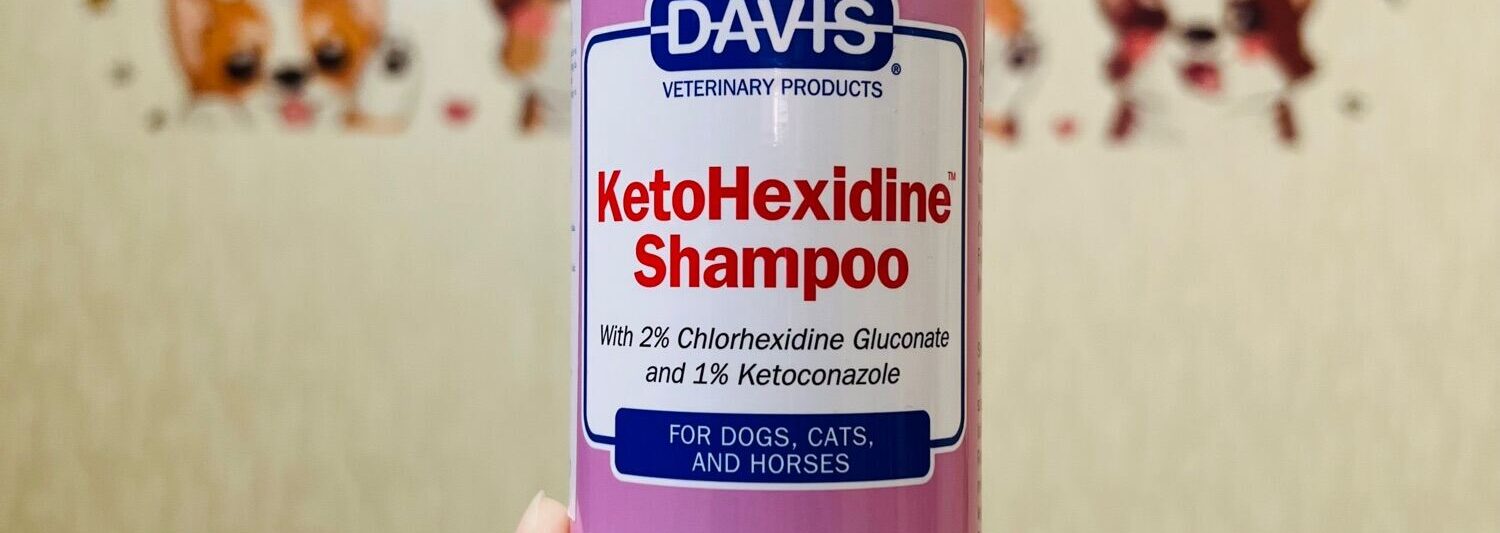 DAVIS
®
VETERINARY PRODUCTS
KetoHexidine™
Shampoo
With 2% Chlorhexidine Gluconate
and 1% Ketoconazole
FOR DOGS, CATS,
AND HORSES